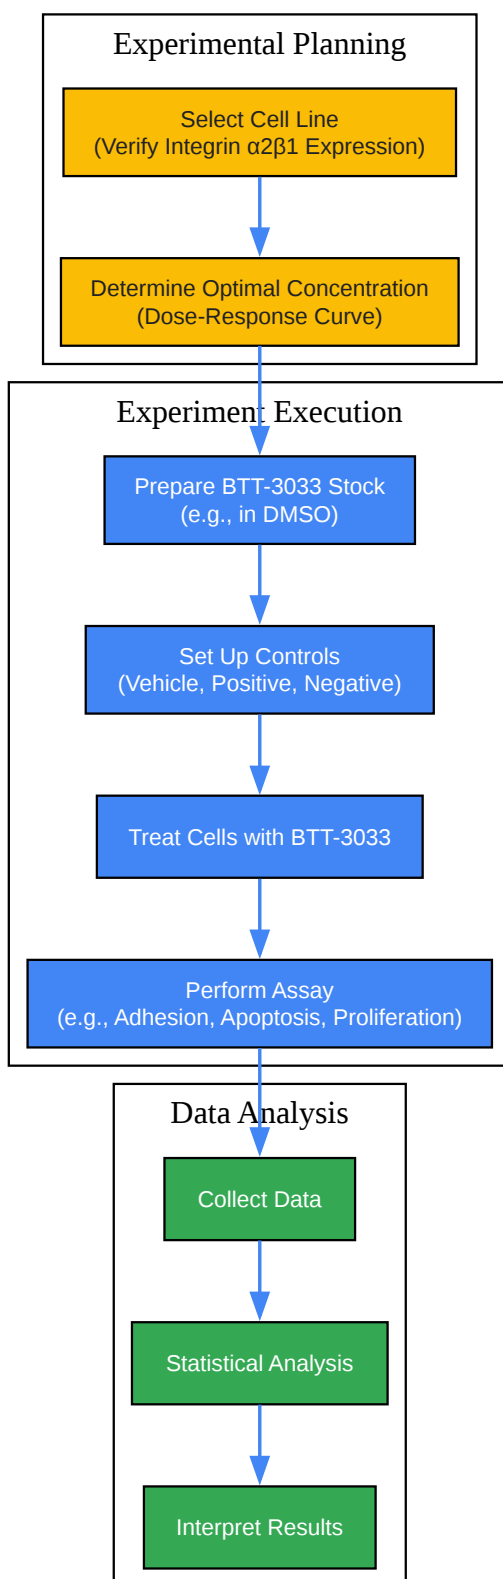 Experimental Planning
Select Cell Line
(Verify Integrin α2β1 Expression)
Determine Optimal Concentration
(Dose-Response Curve)
Experiment Execution
Prepare BTT-3033 Stock
(e.g., in DMSO)
Set Up Controls
(Vehicle, Positive, Negative)
Treat Cells with BTT-3033
Perform Assay
(e.g., Adhesion, Apoptosis, Proliferation)
Data Analysis
Collect Data
Statistical Analysis
Interpret Results